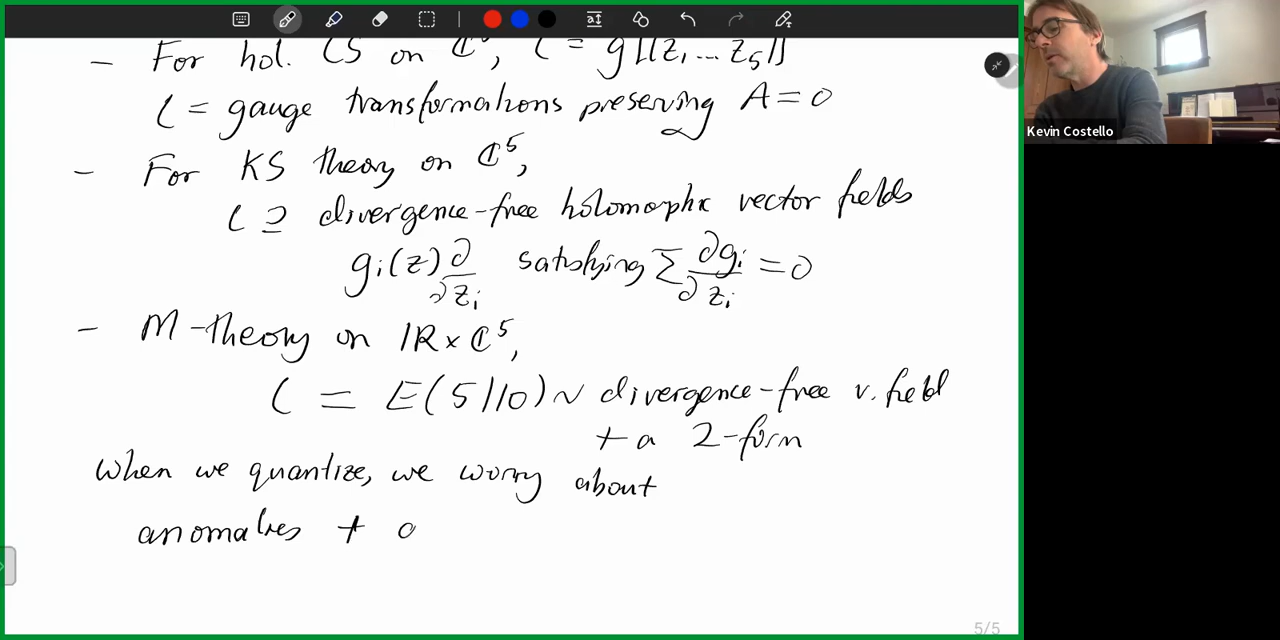 - For hol. CS on ℂ⁵, L = g[[z₁...z₅]]
L = gauge transformations preserving A=0
- For KS theory on ℂ⁵,
L ⊇ divergence-free holomorphic vector fields
gᵢ(z) ∂/∂zᵢ satisfying Σ ∂gᵢ/∂zᵢ = 0
- M-theory on ℝ×ℂ⁵,
L = E(5|10) ~ divergence-free v. field
+ a 2-form
When we quantize, we worry about
anomalies +
5/5
Kevin Costello